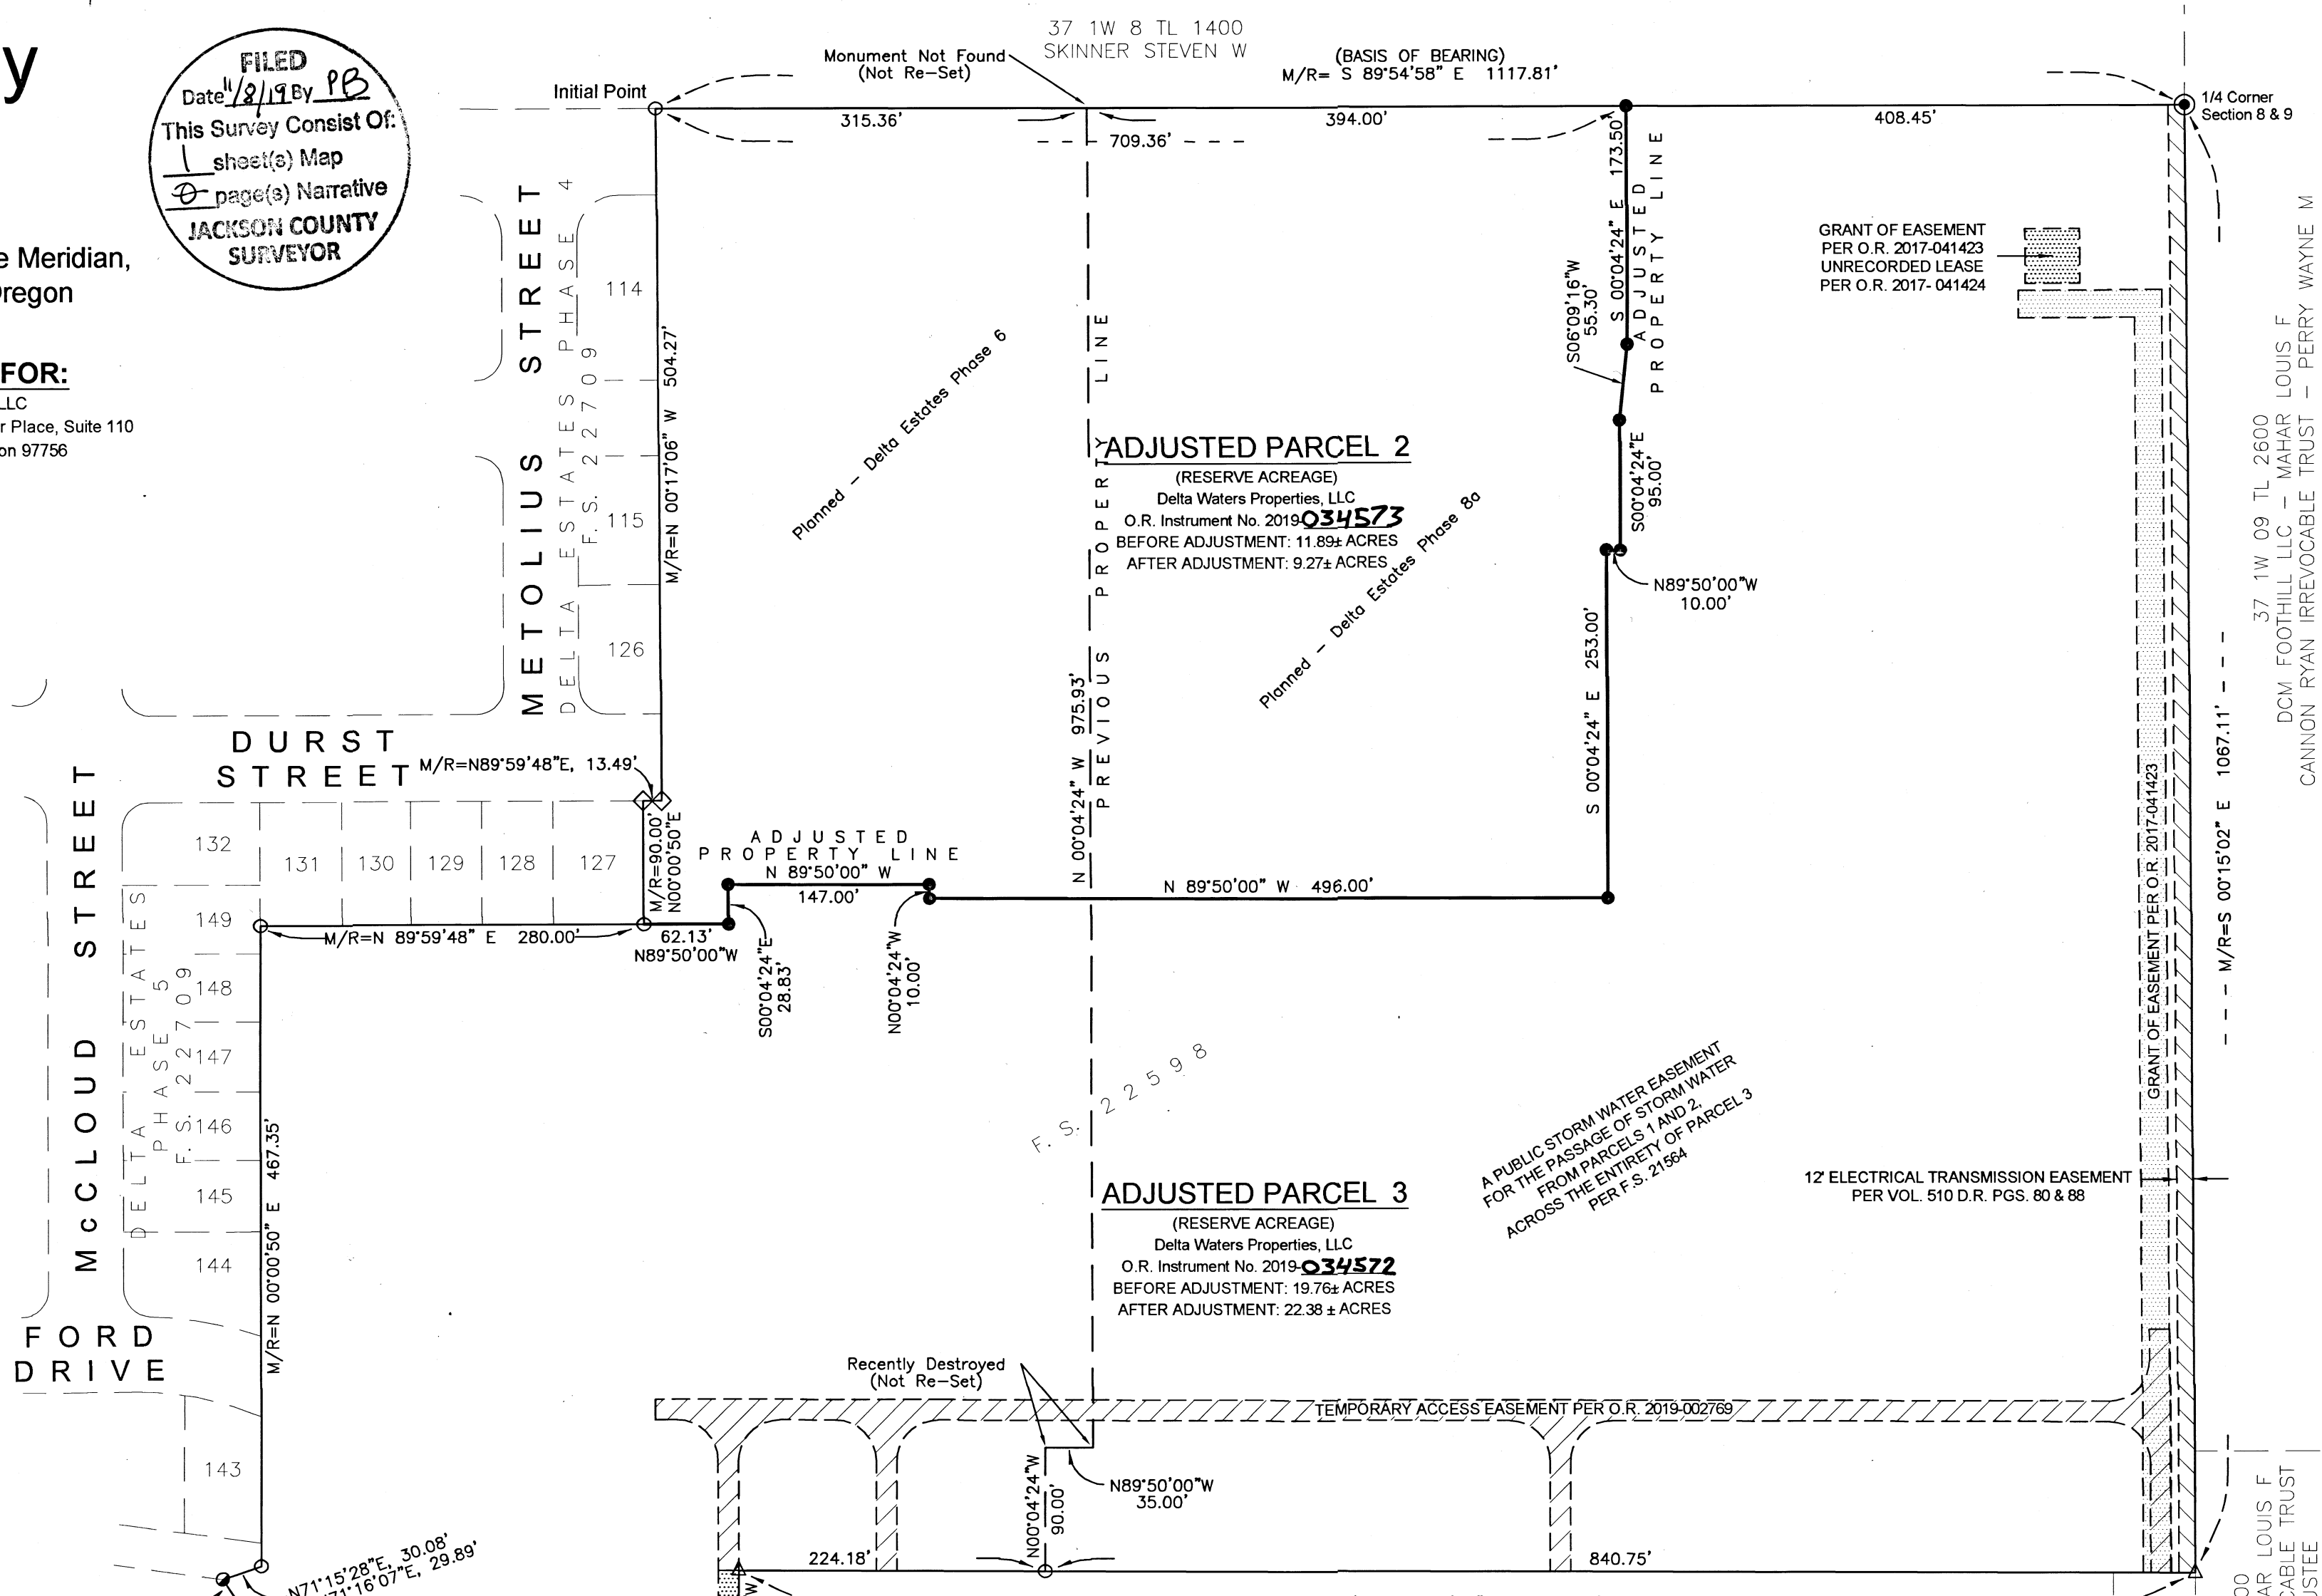 y
FILED
Date 11/8/19 By PB
This Survey Consist Of:
1 sheet(s) Map
0 page(s) Narrative
JACKSON COUNTY
SURVEYOR
e Meridian,
regon
FOR:
LLC
r Place, Suite 110
on 97756
37 1W 8 TL 1400
SKINNER STEVEN W
Monument Not Found
(Not Re-Set)
(BASIS OF BEARING)
M/R= S 89°54'58" E 1117.81'
Initial Point
1/4 Corner
Section 8 & 9
315.36'
709.36'
394.00'
408.45'
METOLIUS STREET
DELTA ESTATES PHASE 4
F.S. 22709
114
115
126
M/R=N 00°17'06" W 504.27'
Planned - Delta Estates Phase 6
N 00°04'24" W 975.93'
PREVIOUS PROPERTY LINE
ADJUSTED PARCEL 2
(RESERVE ACREAGE)
Delta Waters Properties, LLC
O.R. Instrument No. 2019-034573
BEFORE ADJUSTMENT: 11.89± ACRES
AFTER ADJUSTMENT: 9.27± ACRES
Planned - Delta Estates Phase 8a
S 00°04'24" E 173.50'
ADJUSTED
PROPERTY LINE
S06°09'16"W
55.30'
S00°04'24"E
95.00'
N89°50'00"W
10.00'
S 00°04'24" E 253.00'
GRANT OF EASEMENT
PER O.R. 2017-041423
UNRECORDED LEASE
PER O.R. 2017- 041424
37 1W 09 TL 2600
DCM FOOTHILL LLC - MAHAR LOUIS F
CANNON RYAN IRREVOCABLE TRUST - PERRY WAYNE M
M/R=S 00°15'02" E 1067.11'
GRANT OF EASEMENT PER O.R. 2017-041423
DURST
STREET
M/R=N89°59'48"E, 13.49'
M/R=90.00'
N00°00'50"E
132
131
130
129
128
127
149
148
147
146
145
144
143
McCLOUD STREET
DELTA ESTATES
PHASE 5
F.S. 22709
ADJUSTED
PROPERTY LINE
N 89°50'00" W
147.00'
N 89°50'00" W 496.00'
M/R=N 89°59'48" E 280.00'
62.13'
N89°50'00"W
S00°04'24"E
28.83'
N00°04'24"W
10.00'
M/R=N 00°00'50" E 467.35'
F.S. 22598
A PUBLIC STORM WATER EASEMENT
FOR THE PASSAGE OF STORM WATER
FROM PARCELS 1 AND 2,
ACROSS THE ENTIRETY OF PARCEL 3
PER F.S. 21564
12' ELECTRICAL TRANSMISSION EASEMENT
PER VOL. 510 D.R. PGS. 80 & 88
ADJUSTED PARCEL 3
(RESERVE ACREAGE)
Delta Waters Properties, LLC
O.R. Instrument No. 2019-034572
BEFORE ADJUSTMENT: 19.76± ACRES
AFTER ADJUSTMENT: 22.38 ± ACRES
FORD
DRIVE
Recently Destroyed
(Not Re-Set)
TEMPORARY ACCESS EASEMENT PER O.R. 2019-002769
N89°50'00"W
35.00'
N00°04'24"W
90.00'
224.18'
840.75'
N71°15'28"E, 30.08'
71°16'07"E, 29.89'
W
00
AR LOUIS F
CABLE TRUST
STEE